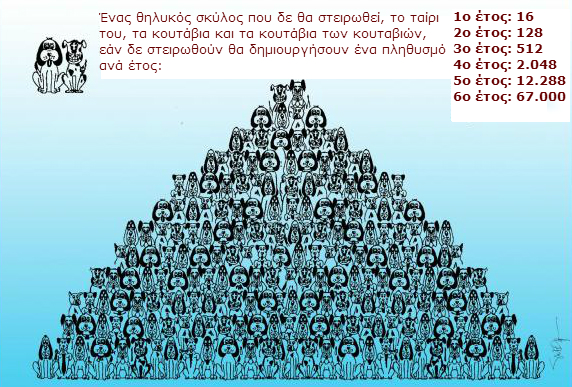 Ένας θηλυκός σκύλος που δε θα στειρωθεί, το ταίρι
του, τα κουτάβια και τα κουτάβια των κουταβιών,
εάν δε στειρωθούν θα δημιουργήσουν ένα πληθυσμό
ανά έτος:
1ο έτος: 16
2ο έτος: 128
3ο έτος: 512
4ο έτος: 2.048
5ο έτος: 12.288
6ο έτος: 67.000